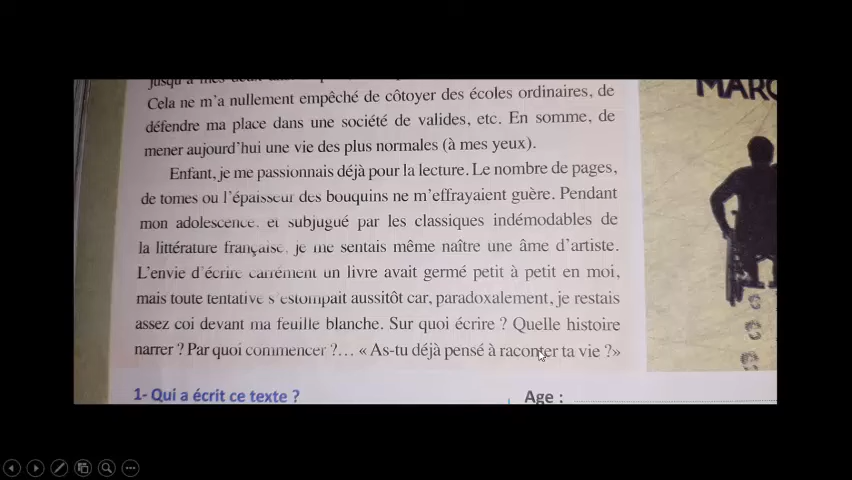 jusqu'à mes
MARC
Cela ne m'a nullement empêché de côtoyer des écoles ordinaires, de
défendre ma place dans une société de valides, etc. En somme, de
mener aujourd'hui une vie des plus normales (à mes yeux).
Enfant, je me passionnais déjà pour la lecture. Le nombre de pages,
de tomes ou l'épaisseur des bouquins ne m'effrayaient guère. Pendant
mon adolescence, et subjugué par les classiques indémodables de
la littérature française, je me sentais même naître une âme d'artiste.
L'envie d'écrire carrément un livre avait germé petit à petit en moi,
mais toute tentative s'estompait aussitôt car, paradoxalement, je restais
assez coi devant ma feuille blanche. Sur quoi écrire ? Quelle histoire
narrer ? Par quoi commencer ?... « As-tu déjà pensé à raconter ta vie ?»
1- Qui a écrit ce texte ?
Age :